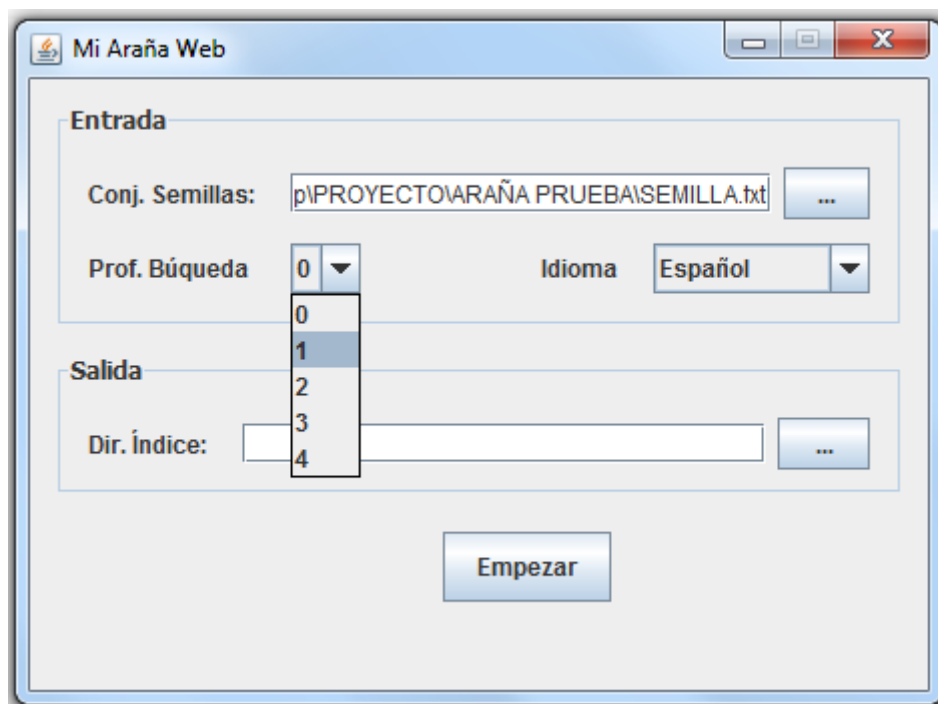 Mi Araña Web
Entrada
Conj. Semillas: p\PROYECTO\ARAÑA PRUEBA\SEMILLA.txt ...
Prof. Búqueda 0 Idioma Español
0
1
Salida
2
3
Dir. Índice: ...
4
Empezar